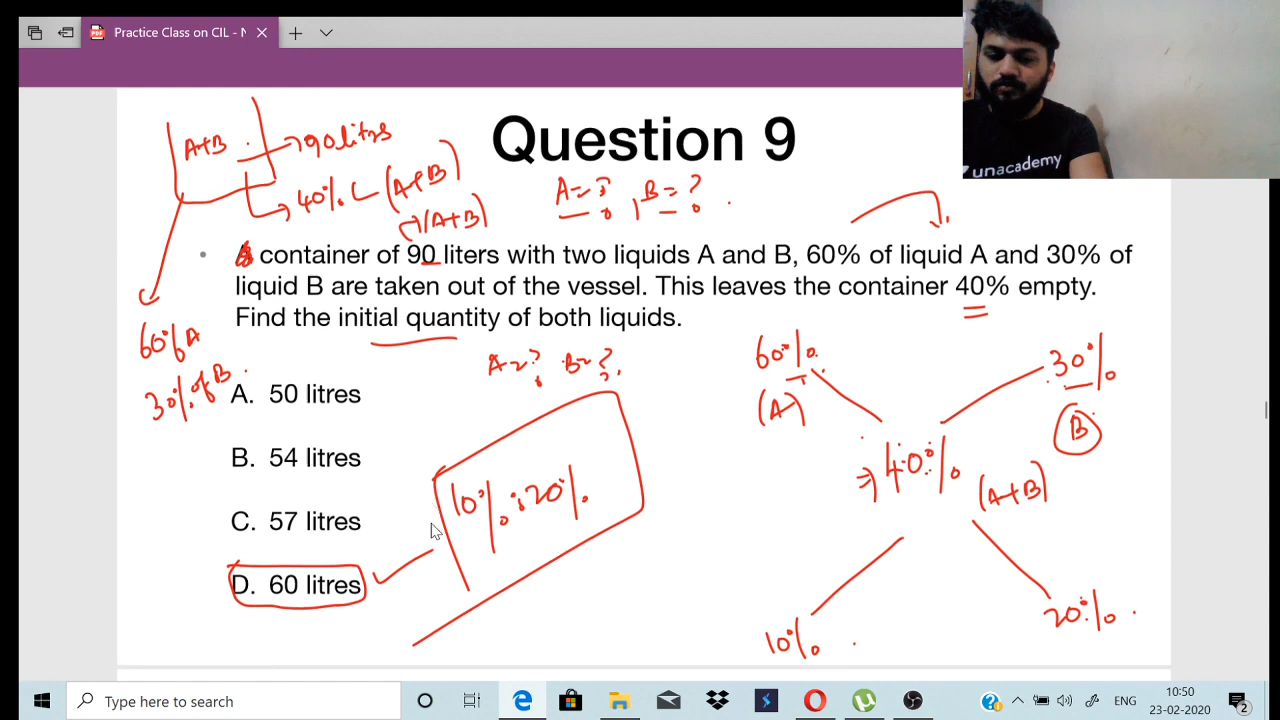 Practice Class on CIL - N
Question 9
unacademy
A+B
90 litres
40% (A+B)
(A+B)
A=? , B=?
container of 90 liters with two liquids A and B, 60% of liquid A and 30% of
liquid B are taken out of the vessel. This leaves the container 40% empty.
Find the initial quantity of both liquids.
60% A
30% of B
A=? B=?
A. 50 litres
B. 54 litres
C. 57 litres
D. 60 litres
10% : 20%
60%
(A)
30%
B
40%
(A+B)
10%
20%
Type here to search
ENG
10:50
23-02-2020
2